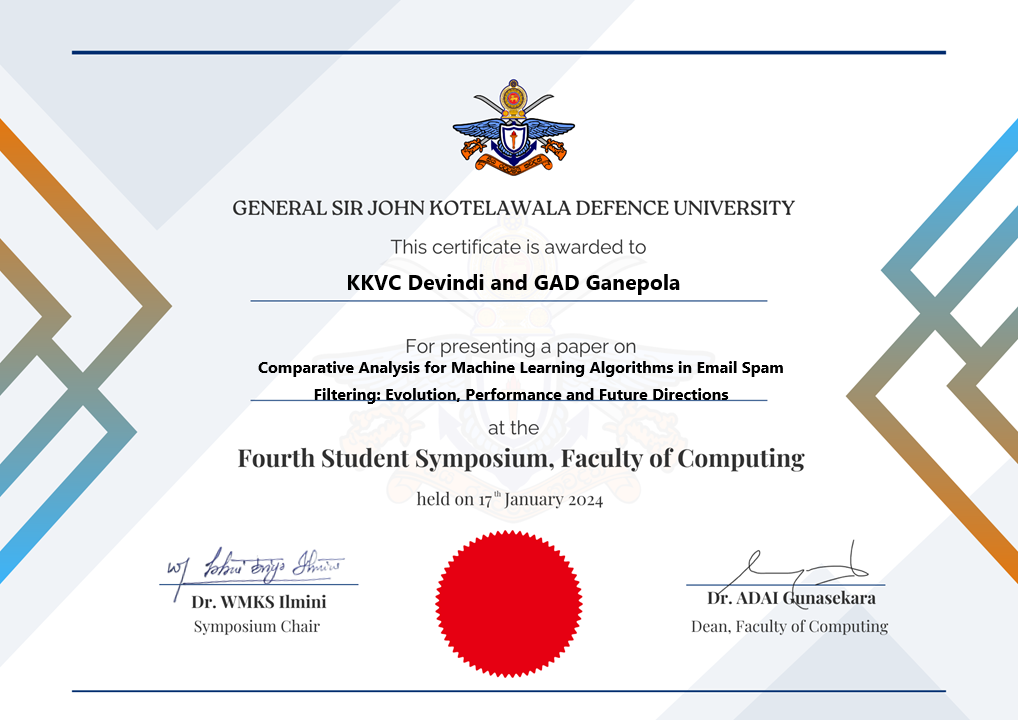 GENERAL SIR JOHN KOTELAWALA DEFENCE UNIVERSITY
This certificate is awarded to
KKVC Devindi and GAD Ganepola
For presenting a paper on
Comparative Analysis for Machine Learning Algorithms in Email Spam
Filtering: Evolution, Performance and Future Directions
at the
Fourth Student Symposium, Faculty of Computing
held on 17th January 2024
Dr. WMKS Ilmini
Symposium Chair
Dr. ADAI Gunasekara
Dean, Faculty of Computing